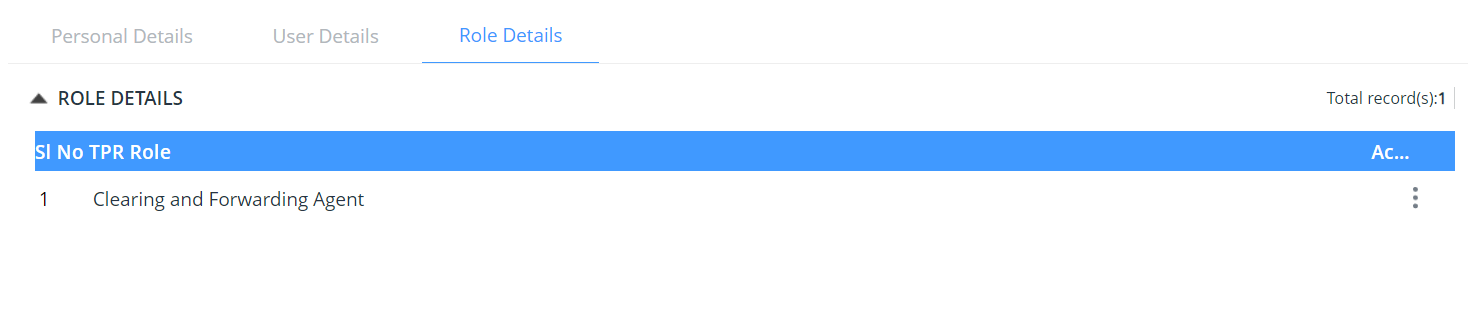 Personal Details User Details Role Details
ROLE DETAILS Total record(s):1
Sl No TPR Role Ac...
1 Clearing and Forwarding Agent